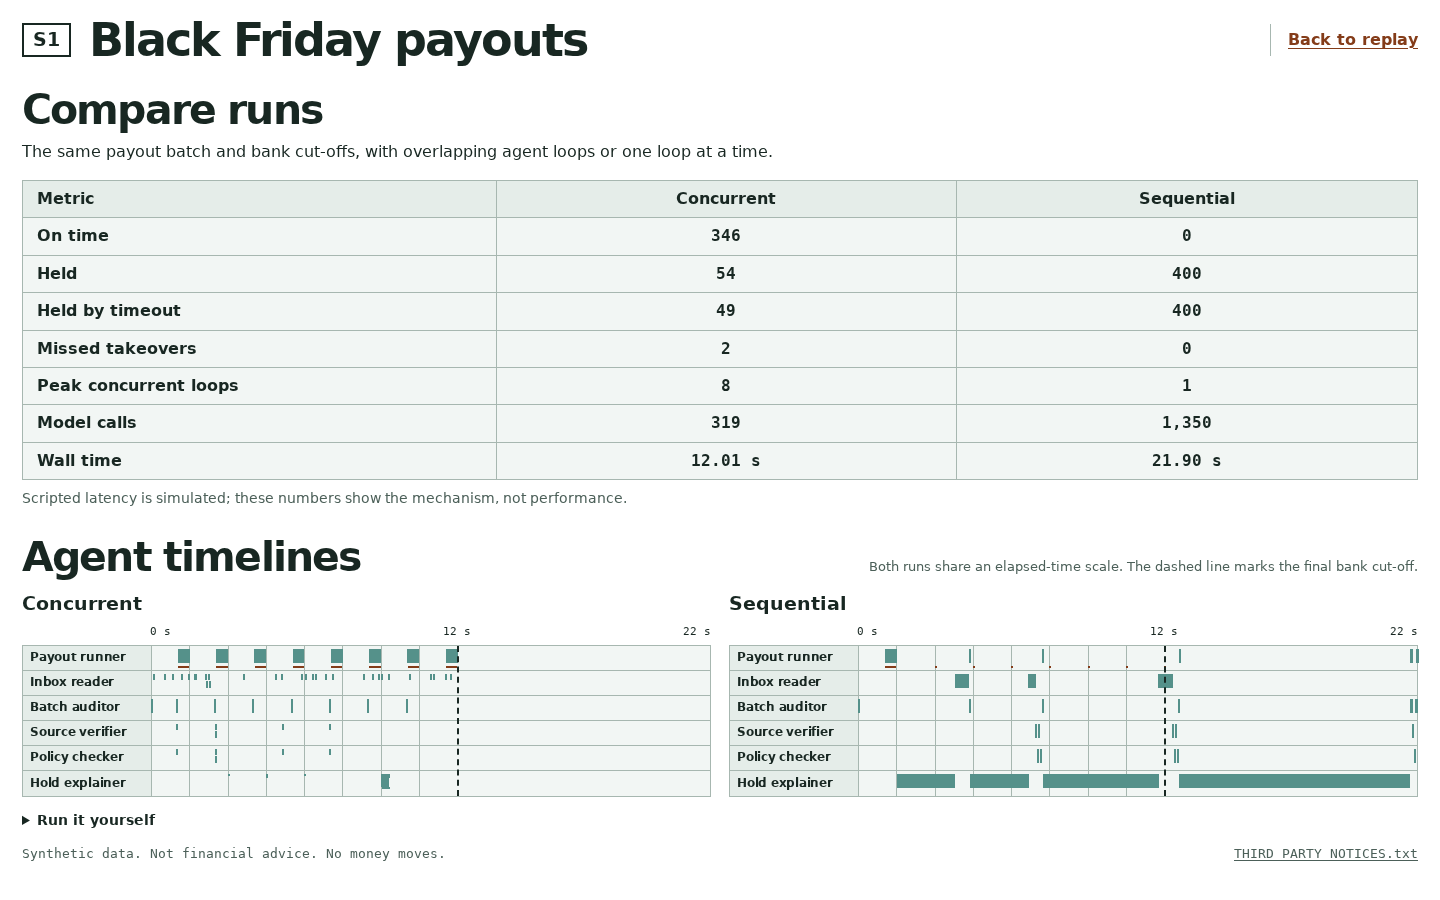 S1 Black Friday payouts Back to replay
Compare runs
The same payout batch and bank cut-offs, with overlapping agent loops or one loop at a time.
Metric Concurrent Sequential
On time 346 0
Held 54 400
Held by timeout 49 400
Missed takeovers 2 0
Peak concurrent loops 8 1
Model calls 319 1,350
Wall time 12.01 s 21.90 s
Scripted latency is simulated; these numbers show the mechanism, not performance.
Agent timelines
Both runs share an elapsed-time scale. The dashed line marks the final bank cut-off.
Concurrent
0 s 12 s 22 s
Payout runner
Inbox reader
Batch auditor
Source verifier
Policy checker
Hold explainer
Sequential
0 s 12 s 22 s
Payout runner
Inbox reader
Batch auditor
Source verifier
Policy checker
Hold explainer
Run it yourself
Synthetic data. Not financial advice. No money moves.
THIRD PARTY NOTICES.txt